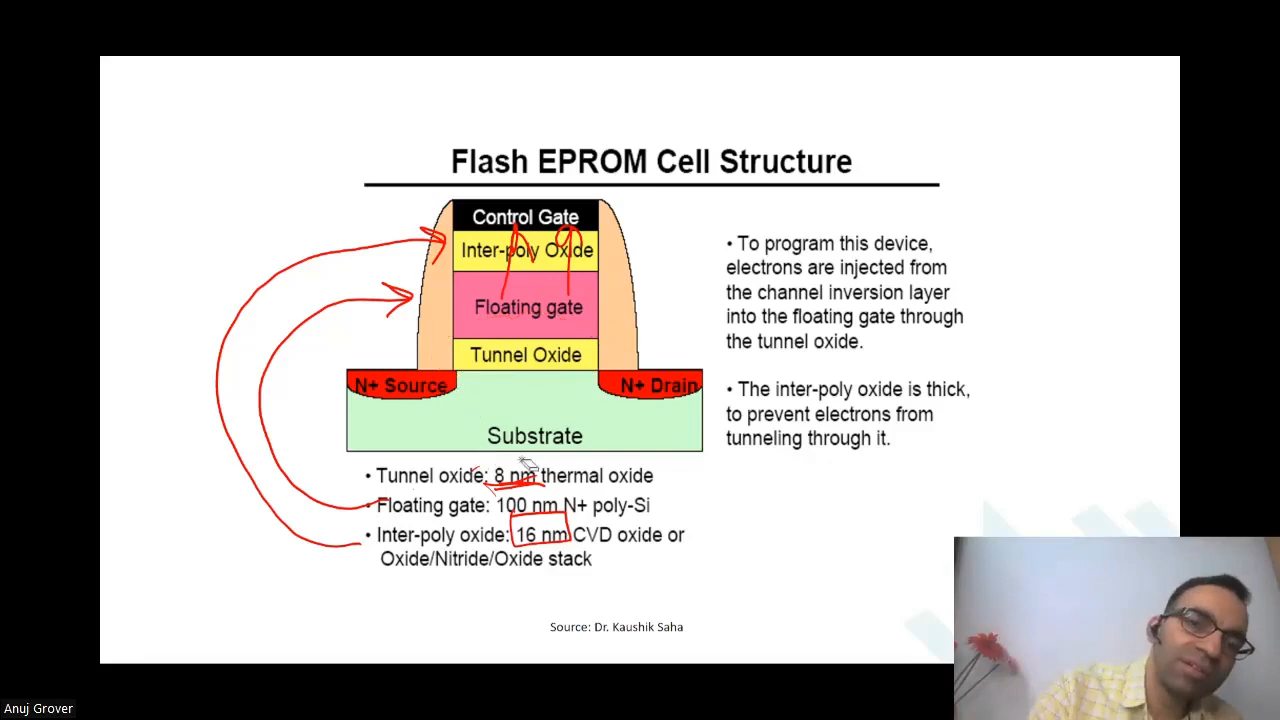 Flash EPROM Cell Structure
Control Gate
Inter-poly Oxide
Floating gate
Tunnel Oxide
N+ Source
N+ Drain
Substrate
• Tunnel oxide: 8 nm thermal oxide
• Floating gate: 100 nm N+ poly-Si
• Inter-poly oxide: 16 nm CVD oxide or
Oxide/Nitride/Oxide stack
• To program this device,
electrons are injected from
the channel inversion layer
into the floating gate through
the tunnel oxide.
• The inter-poly oxide is thick,
to prevent electrons from
tunneling through it.
Source: Dr. Kaushik Saha
Anuj Grover